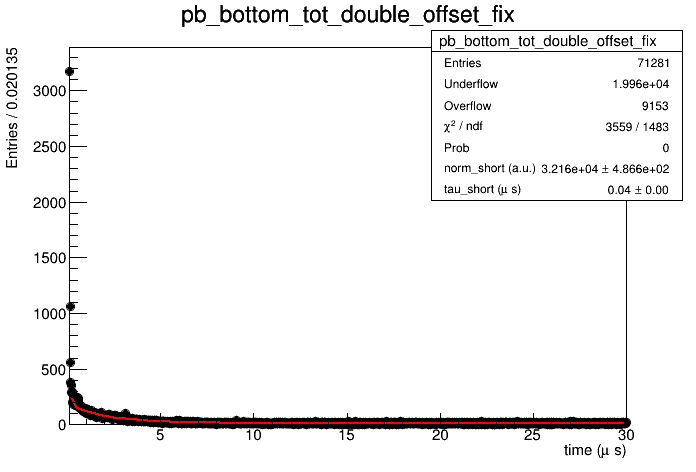 pb_bottom_tot_double_offset_fix
pb_bottom_tot_double_offset_fix
Entries 71281
Underflow 1.996e+04
Overflow 9153
χ² / ndf 3559 / 1483
Prob 0
norm_short (a.u.) 3.216e+04 ± 4.866e+02
tau_short (μ s) 0.04 ± 0.00
Entries / 0.020135
3000
2500
2000
1500
1000
500
0
5 10 15 20 25 30
time (μ s)